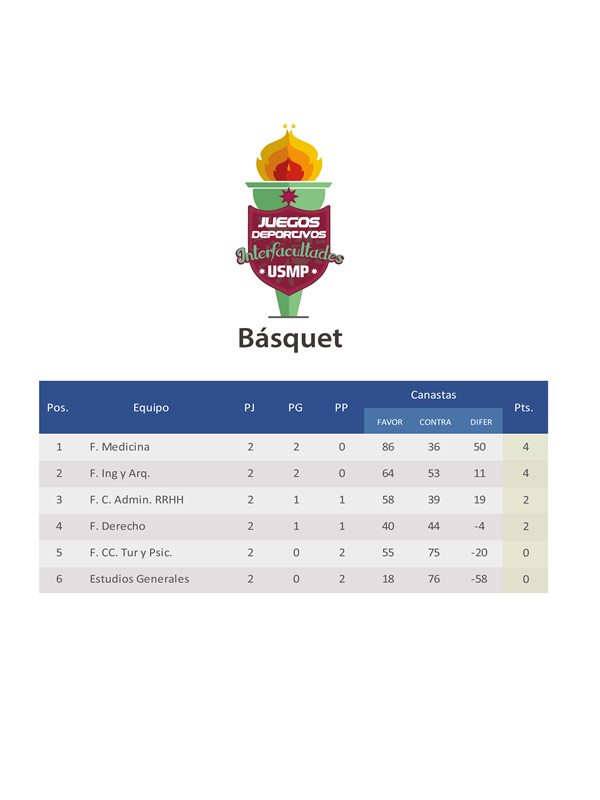 JUEGOS
DEPORTIVOS
Interfacultades
USMP
Básquet
Pos. Equipo PJ PG PP Canastas Pts.
FAVOR CONTRA DIFER
1 F. Medicina 2 2 0 86 36 50 4
2 F. Ing y Arq. 2 2 0 64 53 11 4
3 F. C. Admin. RRHH 2 1 1 58 39 19 2
4 F. Derecho 2 1 1 40 44 -4 2
5 F. CC. Tur y Psic. 2 0 2 55 75 -20 0
6 Estudios Generales 2 0 2 18 76 -58 0